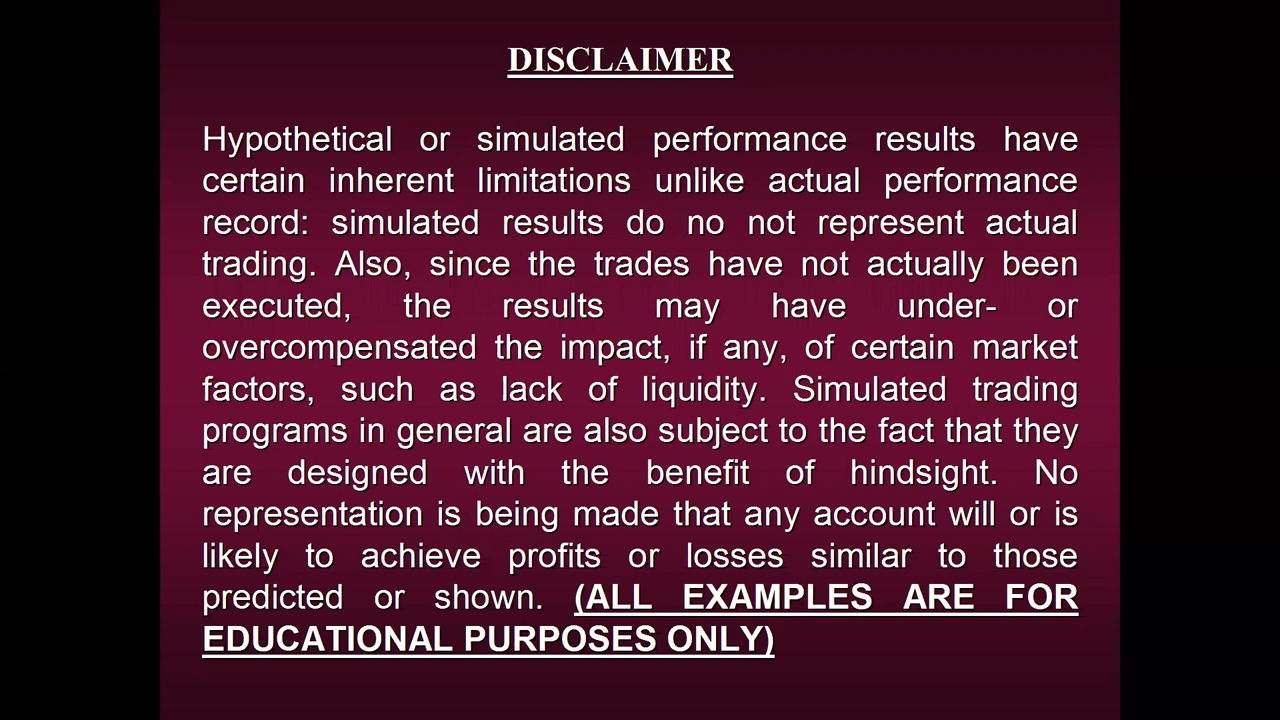 DISCLAIMER
Hypothetical or simulated performance results have
certain inherent limitations unlike actual performance
record: simulated results do no not represent actual
trading. Also, since the trades have not actually been
executed, the results may have under- or
overcompensated the impact, if any, of certain market
factors, such as lack of liquidity. Simulated trading
programs in general are also subject to the fact that they
are designed with the benefit of hindsight. No
representation is being made that any account will or is
likely to achieve profits or losses similar to those
predicted or shown. (ALL EXAMPLES ARE FOR
EDUCATIONAL PURPOSES ONLY)